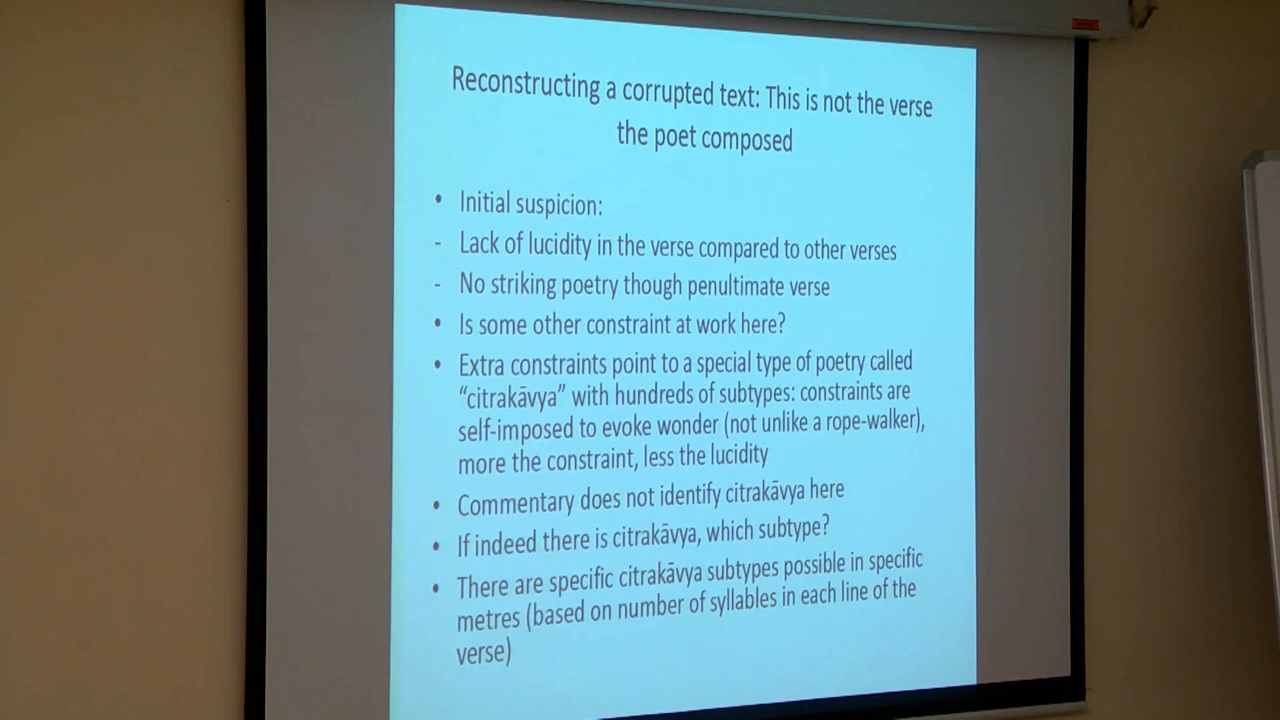 Reconstructing a corrupted text: This is not the verse
the poet composed
• Initial suspicion:
- Lack of lucidity in the verse compared to other verses
- No striking poetry though penultimate verse
• Is some other constraint at work here?
• Extra constraints point to a special type of poetry called
“citrakāvya” with hundreds of subtypes: constraints are
self-imposed to evoke wonder (not unlike a rope-walker),
more the constraint, less the lucidity
• Commentary does not identify citrakāvya here
• If indeed there is citrakāvya, which subtype?
• There are specific citrakāvya subtypes possible in specific
metres (based on number of syllables in each line of the
verse)